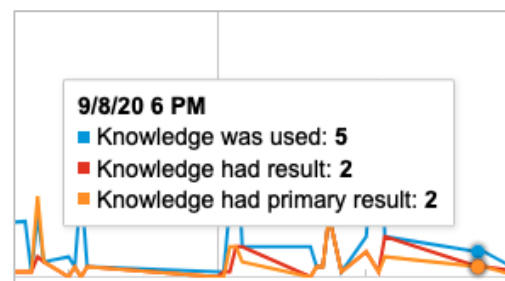 9/8/20 6 PM
Knowledge was used: 5
Knowledge had result: 2
Knowledge had primary result: 2